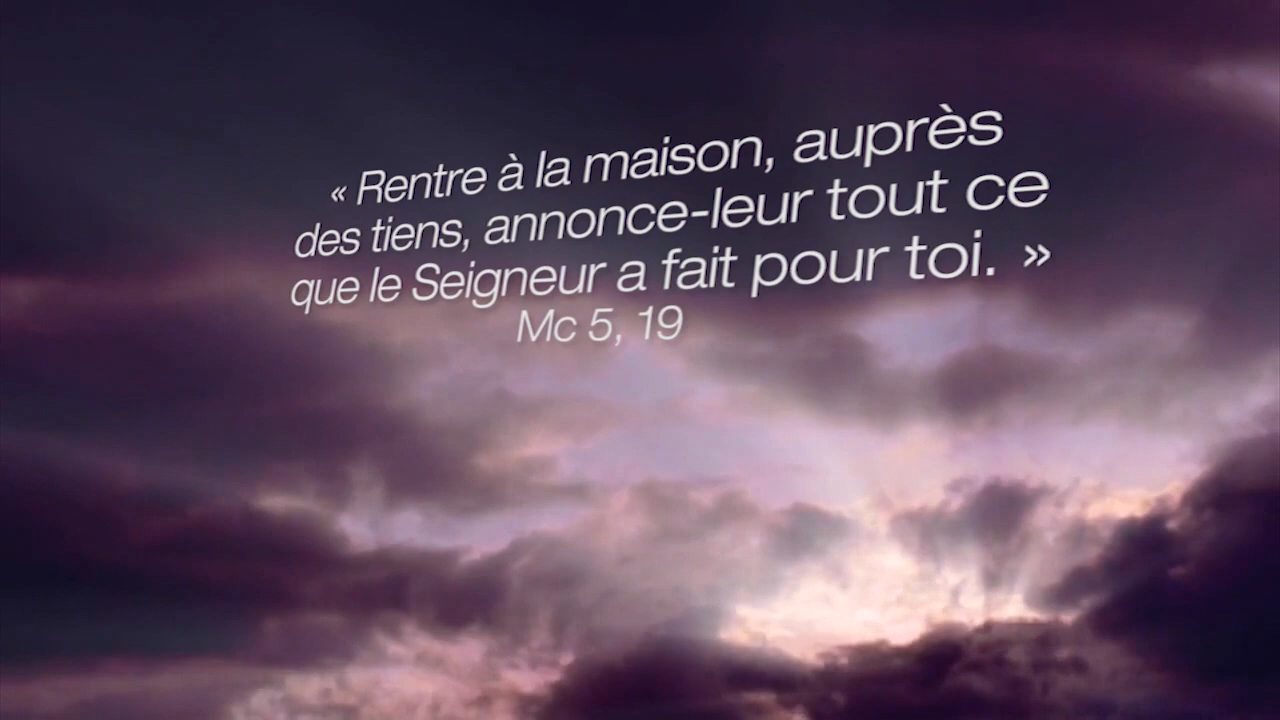 « Rentre à la maison, auprès
des tiens, annonce-leur tout ce
que le Seigneur a fait pour toi. »
Mc 5, 19